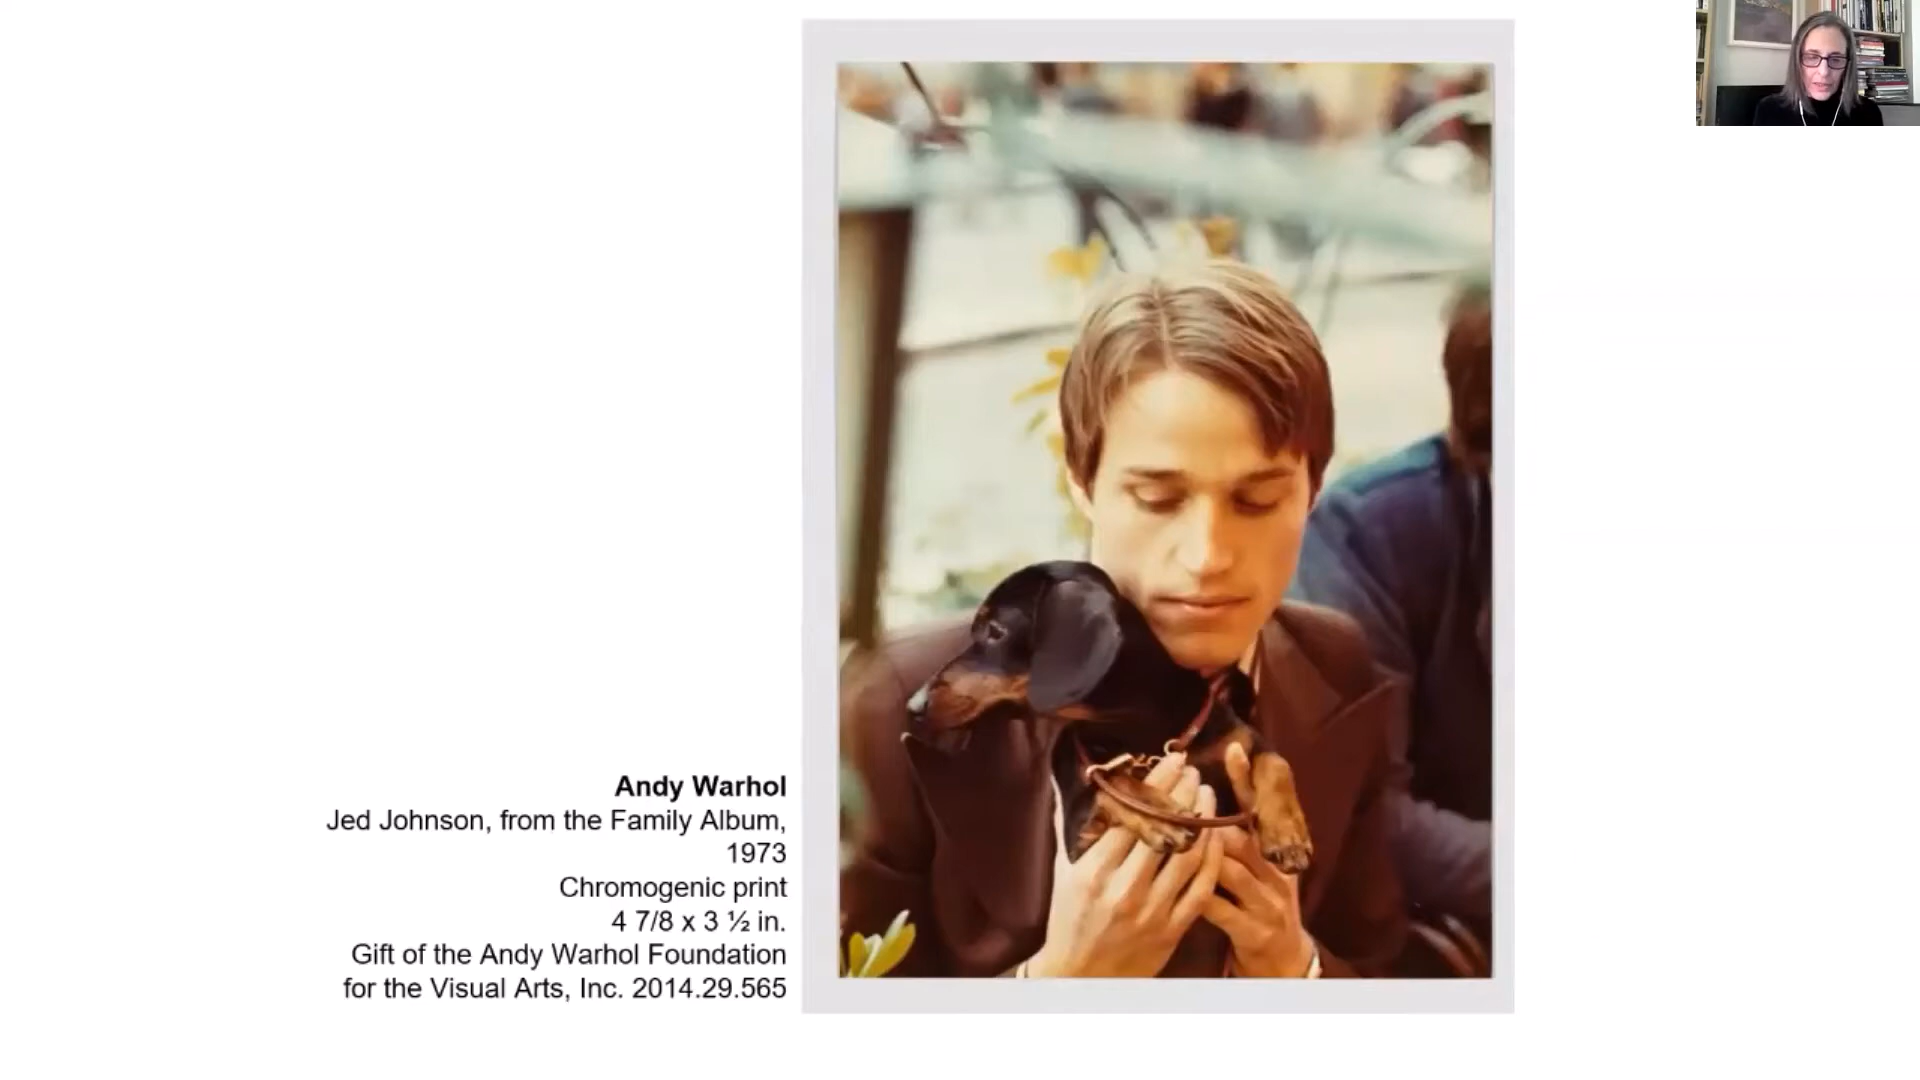 Andy Warhol
Jed Johnson, from the Family Album,
1973
Chromogenic print
4 7/8 x 3 ½ in.
Gift of the Andy Warhol Foundation
for the Visual Arts, Inc. 2014.29.565